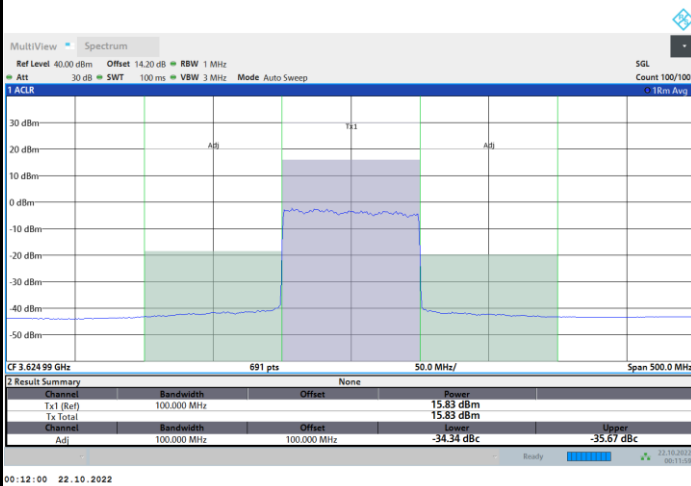 MultiView Spectrum
Ref Level 40.00 dBm Offset 14.20 dB RBW 1 MHz SGL
Att 30 dB SWT 100 ms VBW 3 MHz Mode Auto Sweep Count 100/100
1 ACLR 1Rm Avg
30 dBm
Tx1
20 dBm
Adj Adj
10 dBm
0 dBm
-10 dBm
-20 dBm
-30 dBm
-40 dBm
-50 dBm
CF 3.624 99 GHz 691 pts 50.0 MHz/ Span 500.0 MHz
2 Result Summary None
Channel Bandwidth Offset Power
Tx1 (Ref) 100.000 MHz 15.83 dBm
Tx Total 15.83 dBm
Channel Bandwidth Offset Lower Upper
Adj 100.000 MHz 100.000 MHz -34.34 dBc -35.67 dBc
Ready 22.10.2022
00:11:58
00:12:00 22.10.2022